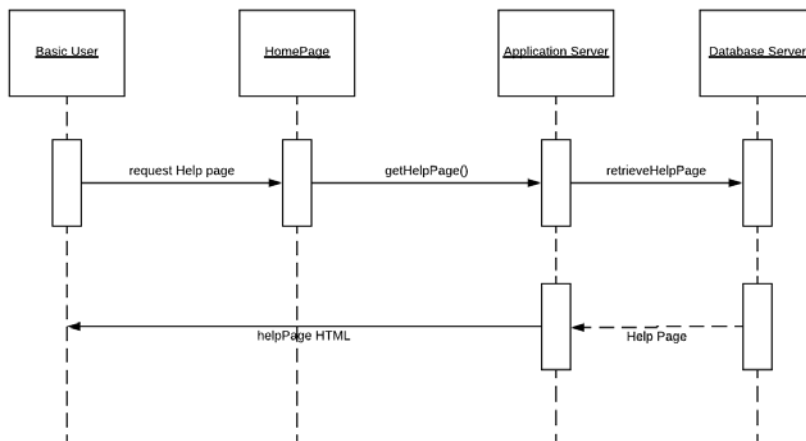 Basic User
HomePage
Application Server
Database Server
request Help page
getHelpPage()
retrieveHelpPage
helpPage HTML
Help Page